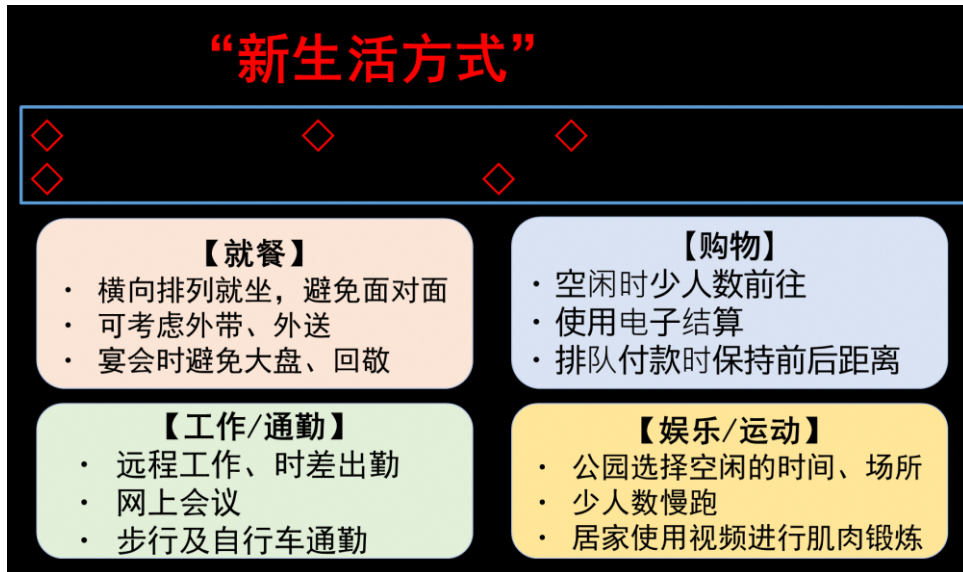 “新生活方式”
◇ ◇ ◇
◇ ◇
【就餐】
· 横向排列就坐，避免面对面
· 可考虑外带、外送
· 宴会时避免大盘、回敬
【购物】
· 空闲时少人数前往
· 使用电子结算
· 排队付款时保持前后距离
【工作/通勤】
· 远程工作、时差出勤
· 网上会议
· 步行及自行车通勤
【娱乐/运动】
· 公园选择空闲的时间、场所
· 少人数慢跑
· 居家使用视频进行肌肉锻炼